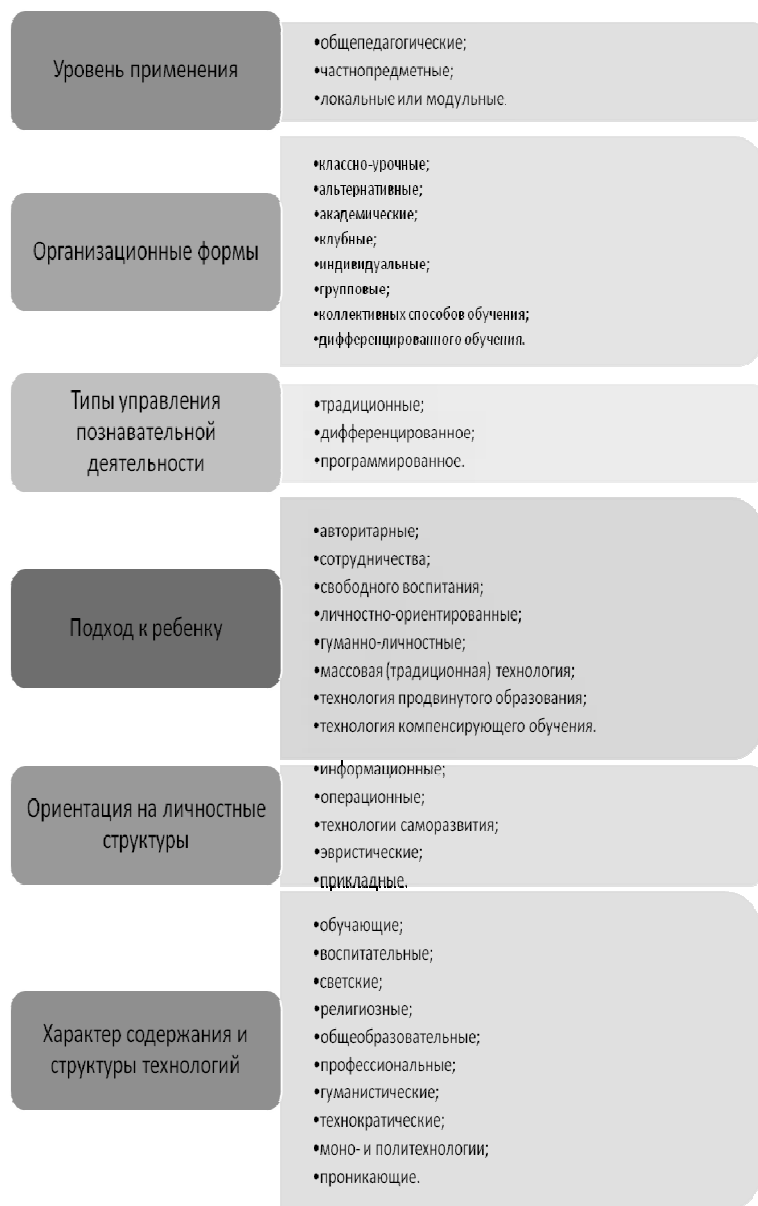 Уровень применения
•общепедагогические;
•частнопредметные;
•локальные или модульные.
Организационные формы
•классно-урочные;
•альтернативные;
•академические;
•клубные;
•индивидуальные;
•групповые;
•коллективных способов обучения;
•дифференцированного обучения.
Типы управления
познавательной
деятельности
•традиционные;
•дифференцированное;
•программированное.
Подход к ребенку
•авторитарные;
•сотрудничества;
•свободного воспитания;
•личностно-ориентированные;
•гуманно-личностные;
•массовая (традиционная) технология;
•технология продвинутого образования;
•технология компенсирующего обучения.
Ориентация на личностные
структуры
•информационные;
•операционные;
•технологии саморазвития;
•эвристические;
•прикладные.
Характер содержания и
структуры технологий
•обучающие;
•воспитательные;
•светские;
•религиозные;
•общеобразовательные;
•профессиональные;
•гуманистические;
•технократические;
•моно- и политехнологии;
•проникающие.